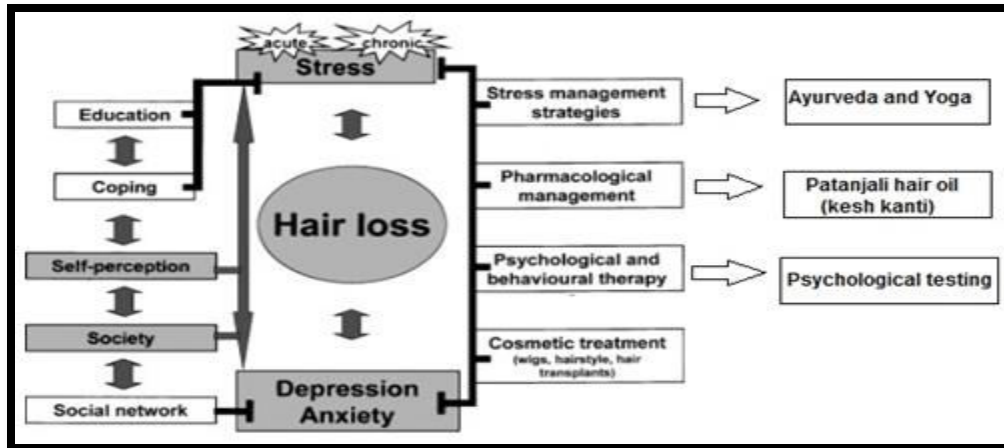 acute
chronic
Stress
Education
Coping
Self-perception
Society
Social network
Hair loss
Depression
Anxiety
Stress management
strategies
Pharmacological
management
Psychological and
behavioural therapy
Cosmetic treatment
(wigs, hairstyle, hair
transplants)
Ayurveda and Yoga
Patanjali hair oil
(kesh kanti)
Psychological testing